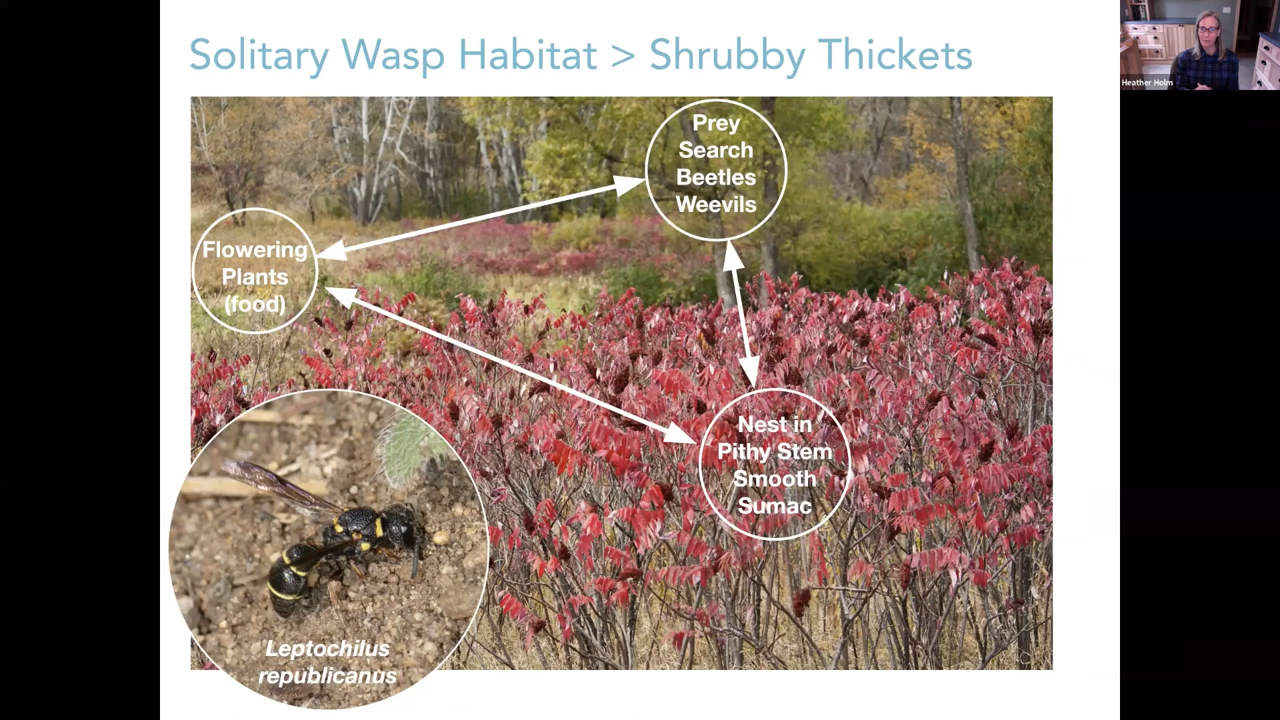 Solitary Wasp Habitat > Shrubby Thickets
Heather Holm
Prey
Search
Beetles
Weevils
Flowering
Plants
(food)
Nest in
Pithy Stem
Smooth
Sumac
Leptochilus
republicanus